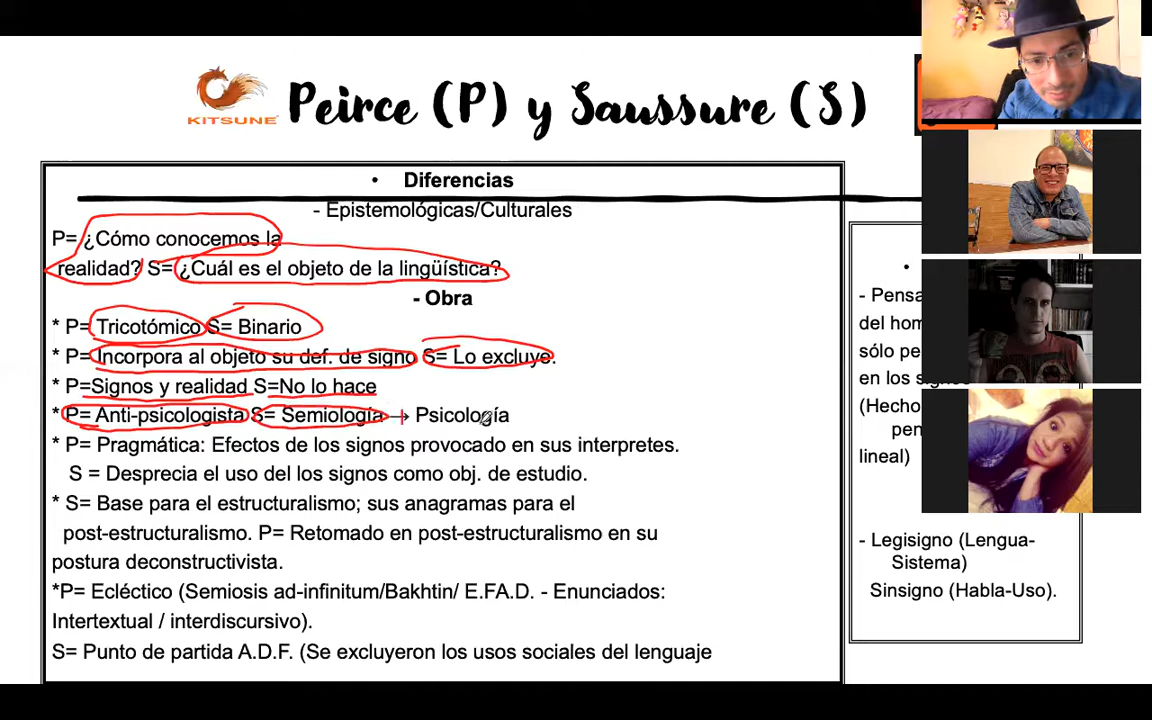 KITSUNE
Peirce (P) y Saussure (S)
• Diferencias
- Epistemológicas/Culturales
P= ¿Cómo conocemos la
realidad? S= ¿Cuál es el objeto de la lingüística?
- Obra
* P= Tricotómico S= Binario
* P= Incorpora al objeto su def. de signo S= Lo excluye.
* P=Signos y realidad S=No lo hace
* P= Anti-psicologista S= Semiología → Psicología
* P= Pragmática: Efectos de los signos provocado en sus interpretes.
S = Desprecia el uso del los signos como obj. de estudio.
* S= Base para el estructuralismo; sus anagramas para el
post-estructuralismo. P= Retomado en post-estructuralismo en su
postura deconstructivista.
*P= Ecléctico (Semiosis ad-infinitum/Bakhtin/ E.FA.D. - Enunciados:
Intertextual / interdiscursivo).
S= Punto de partida A.D.F. (Se excluyeron los usos sociales del lenguaje
•
- Pensa
del hom
sólo pe
en los signos
(Hecho
pen
lineal)
- Legisigno (Lengua-
Sistema)
Sinsigno (Habla-Uso).